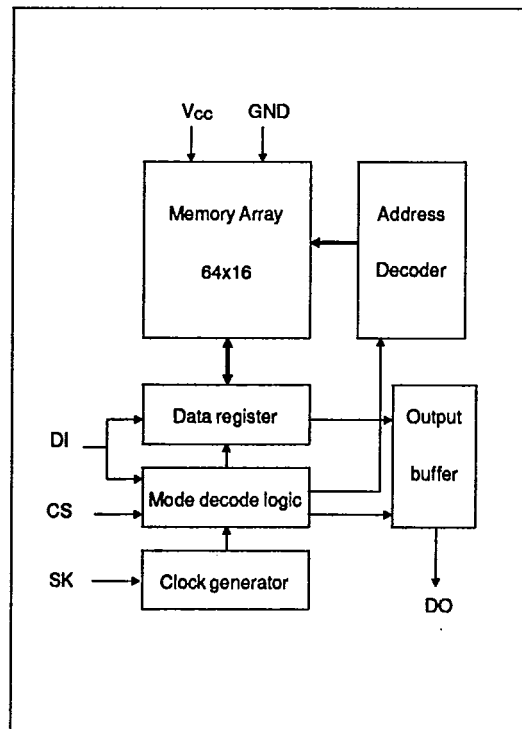 Vcc GND
Memory Array
64x16
Address
Decoder
Data register
Output
buffer
DI
Mode decode logic
CS
Clock generator
SK
DO